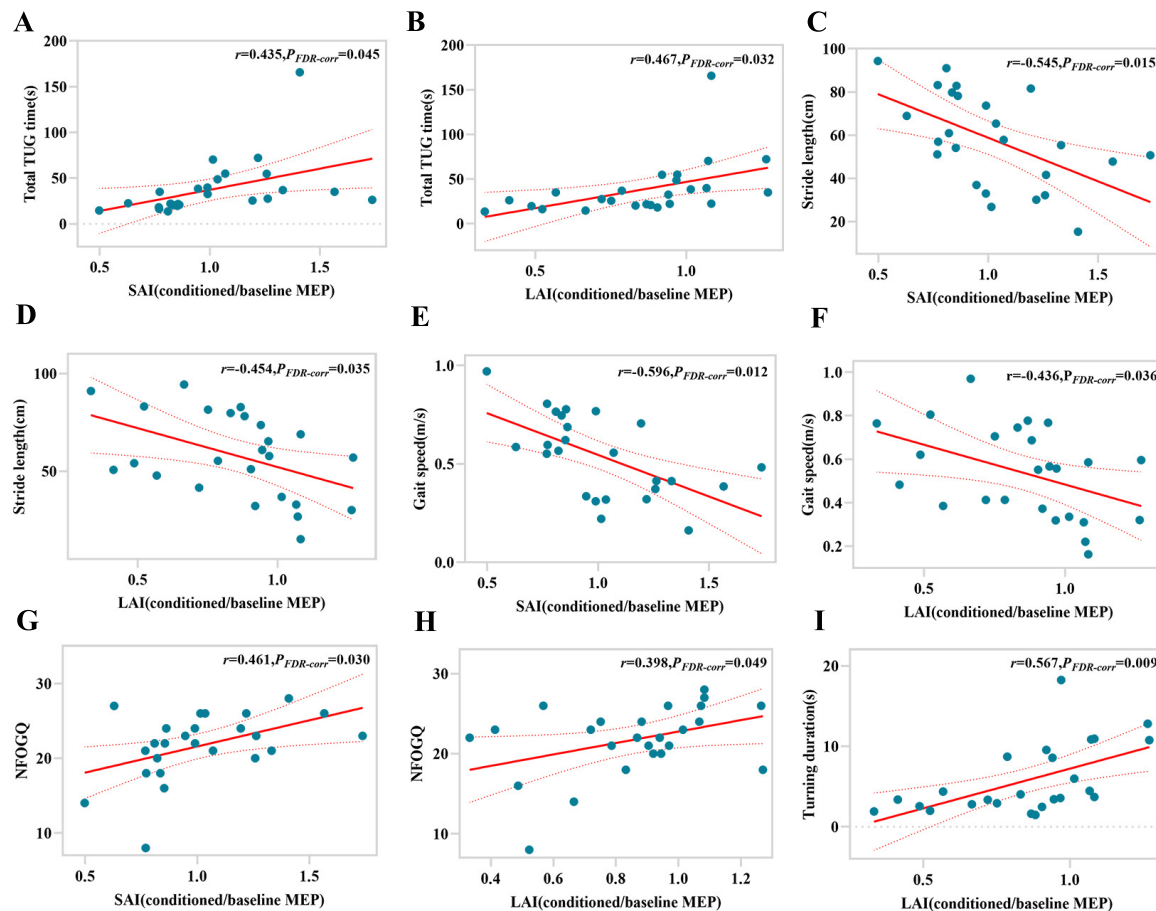 A
r=0.435,PFDR-corr=0.045
Total TUG time(s)
200
150
100
50
0
0.5
1.0
1.5
SAI(conditioned/baseline MEP)
B
r=0.467,PFDR-corr=0.032
Total TUG time(s)
200
150
100
50
0
0.5
1.0
LAI(conditioned/baseline MEP)
C
r=-0.545,PFDR-corr=0.015
Stride length(cm)
100
80
60
40
20
0.5
1.0
1.5
SAI(conditioned/baseline MEP)
D
r=-0.454,PFDR-corr=0.035
Stride length(cm)
100
50
0.5
1.0
LAI(conditioned/baseline MEP)
E
r=-0.596,PFDR-corr=0.012
Gait speed(m/s)
1.0
0.5
0.0
0.5
1.0
1.5
SAI(conditioned/baseline MEP)
F
r=-0.436,PFDR-corr=0.036
Gait speed(m/s)
1.0
0.8
0.6
0.4
0.2
0.5
1.0
LAI(conditioned/baseline MEP)
G
r=0.461,PFDR-corr=0.030
NFOGQ
30
20
10
0.5
1.0
1.5
SAI(conditioned/baseline MEP)
H
r=0.398,PFDR-corr=0.049
NFOGQ
30
20
10
0.4
0.6
0.8
1.0
1.2
LAI(conditioned/baseline MEP)
I
r=0.567,PFDR-corr=0.009
Turning duration(s)
20
10
0
0.5
1.0
LAI(conditioned/baseline MEP)